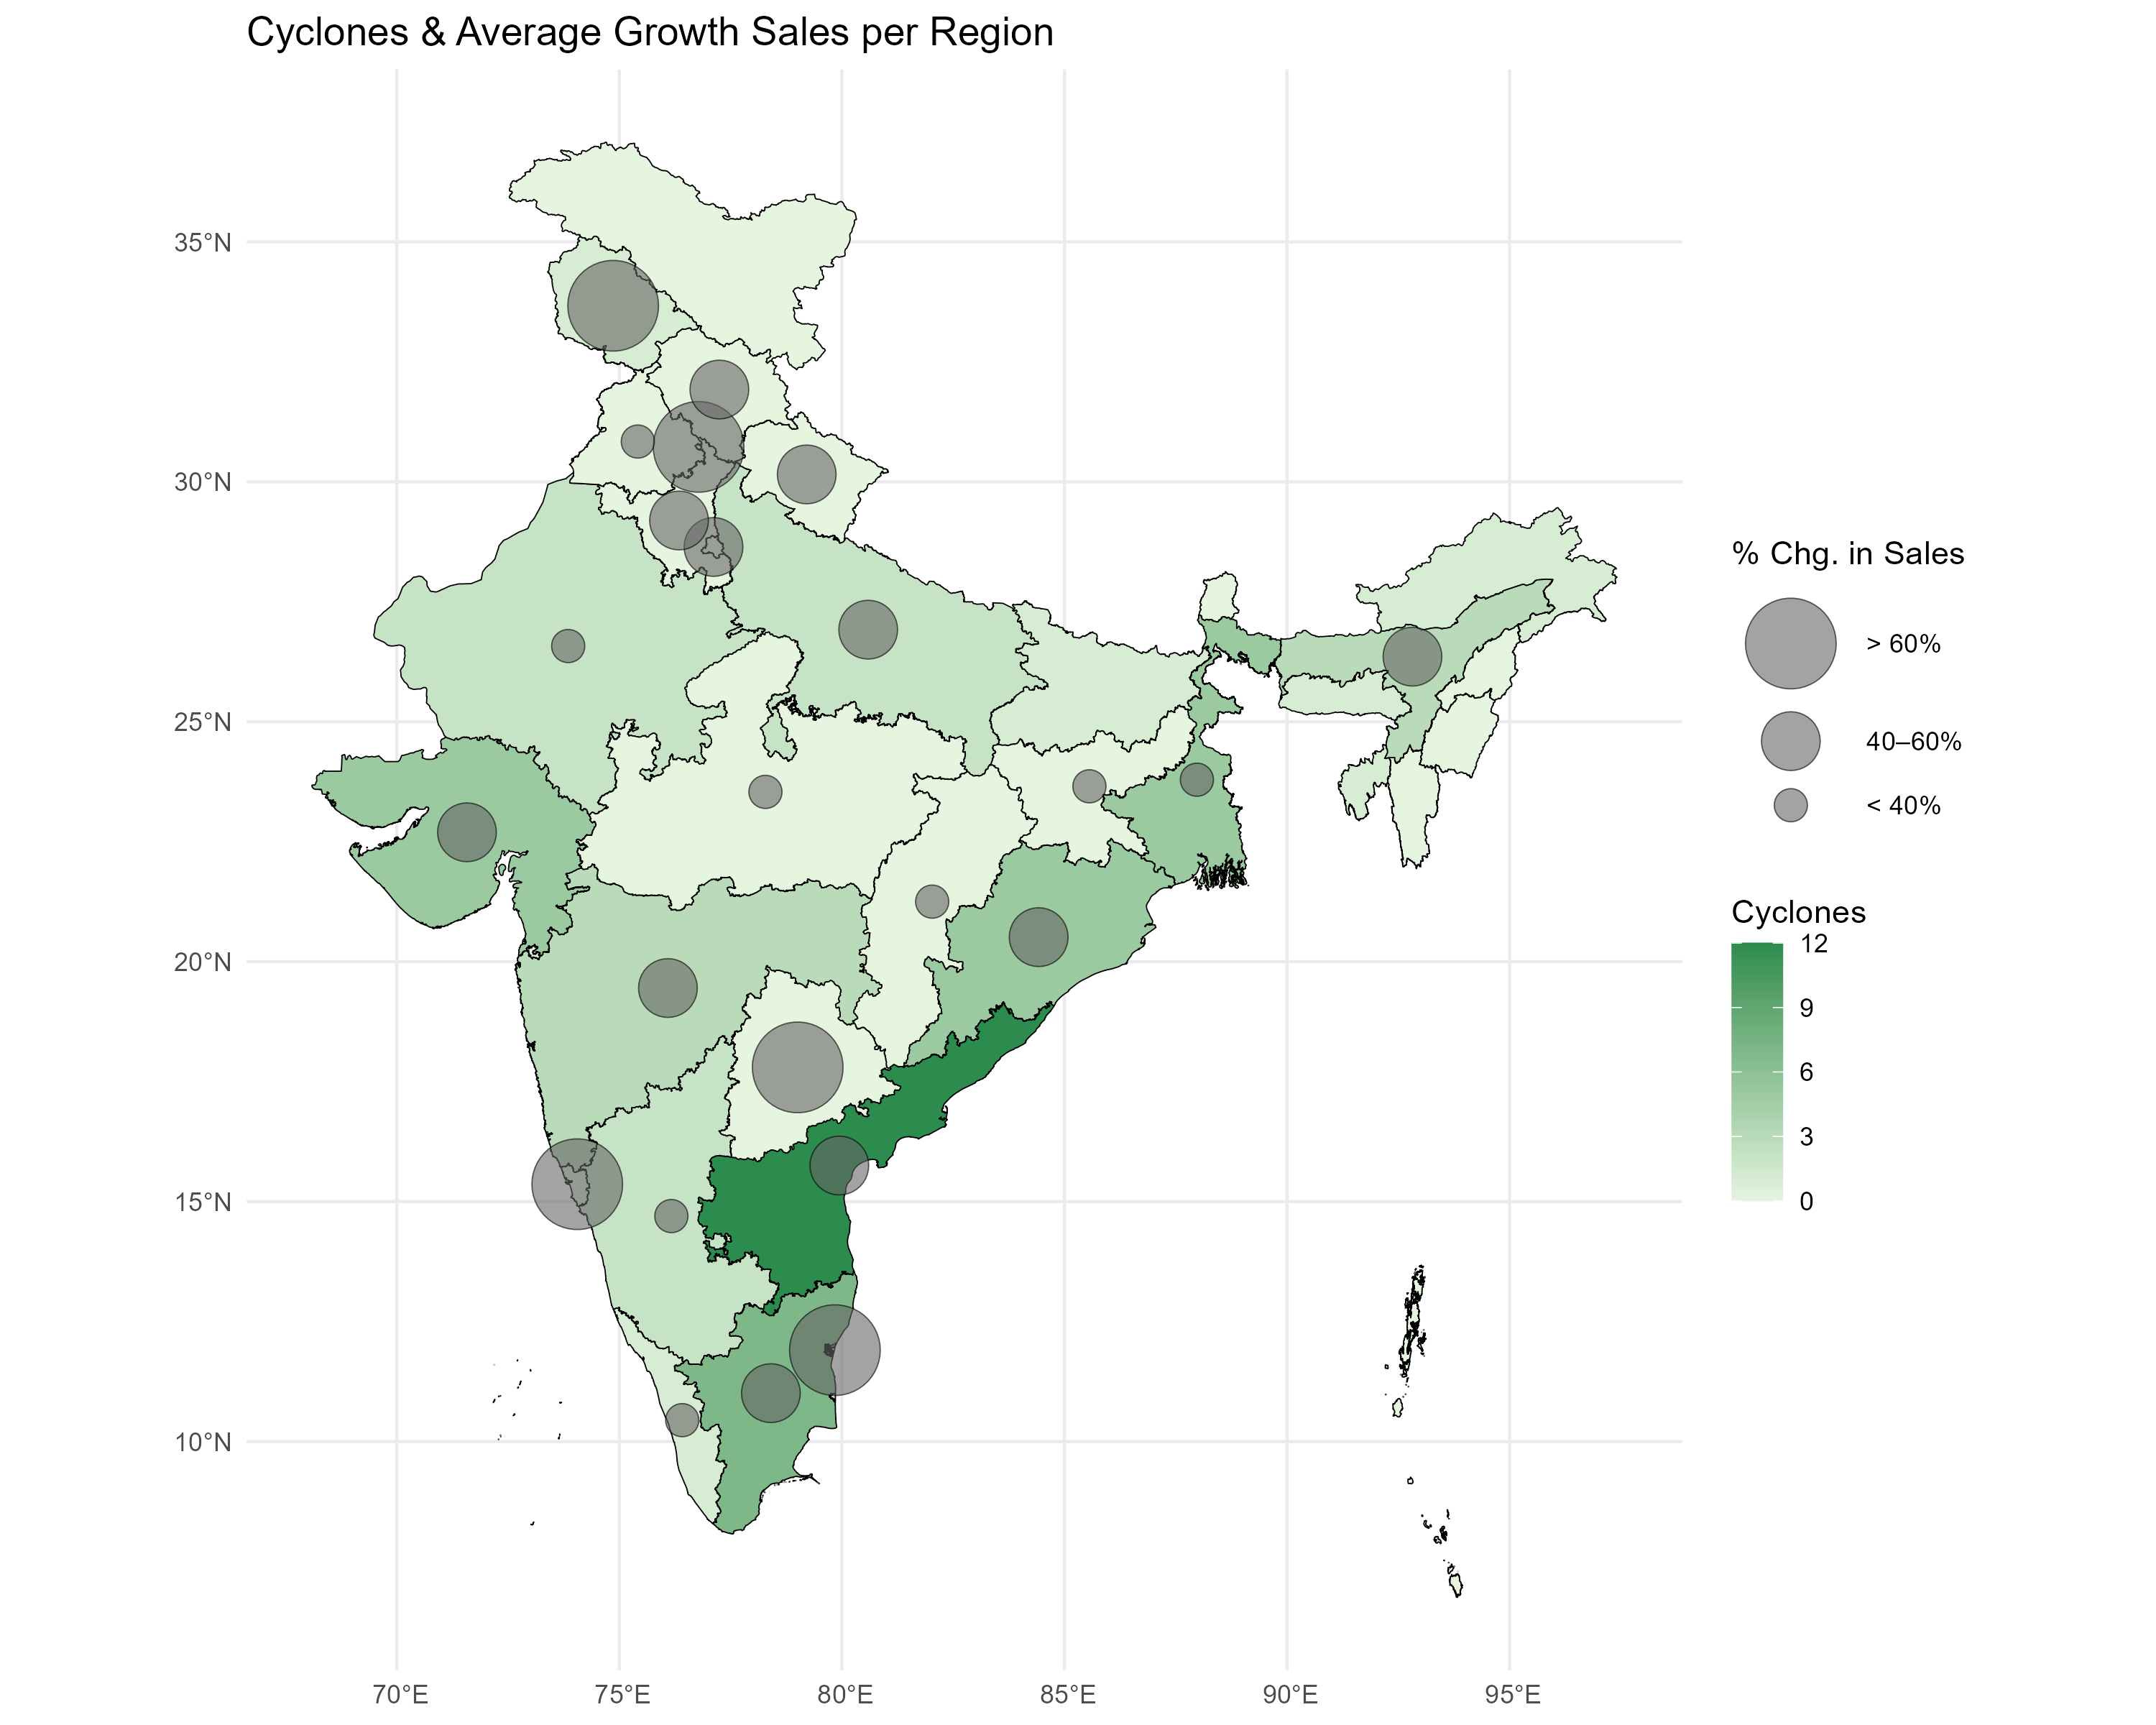 Cyclones & Average Growth Sales per Region
35°N
30°N
25°N
20°N
15°N
10°N
70°E
75°E
80°E
85°E
90°E
95°E
% Chg. in Sales
> 60%
40–60%
< 40%
Cyclones
12
9
6
3
0